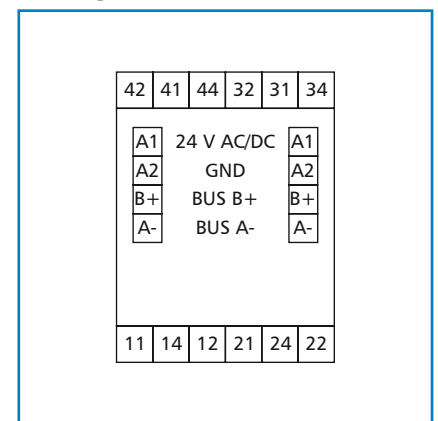 42 41 44 32 31 34
A1 24 V AC/DC A1
A2 GND A2
B+ BUS B+ B+
A- BUS A- A-
11 14 12 21 24 22